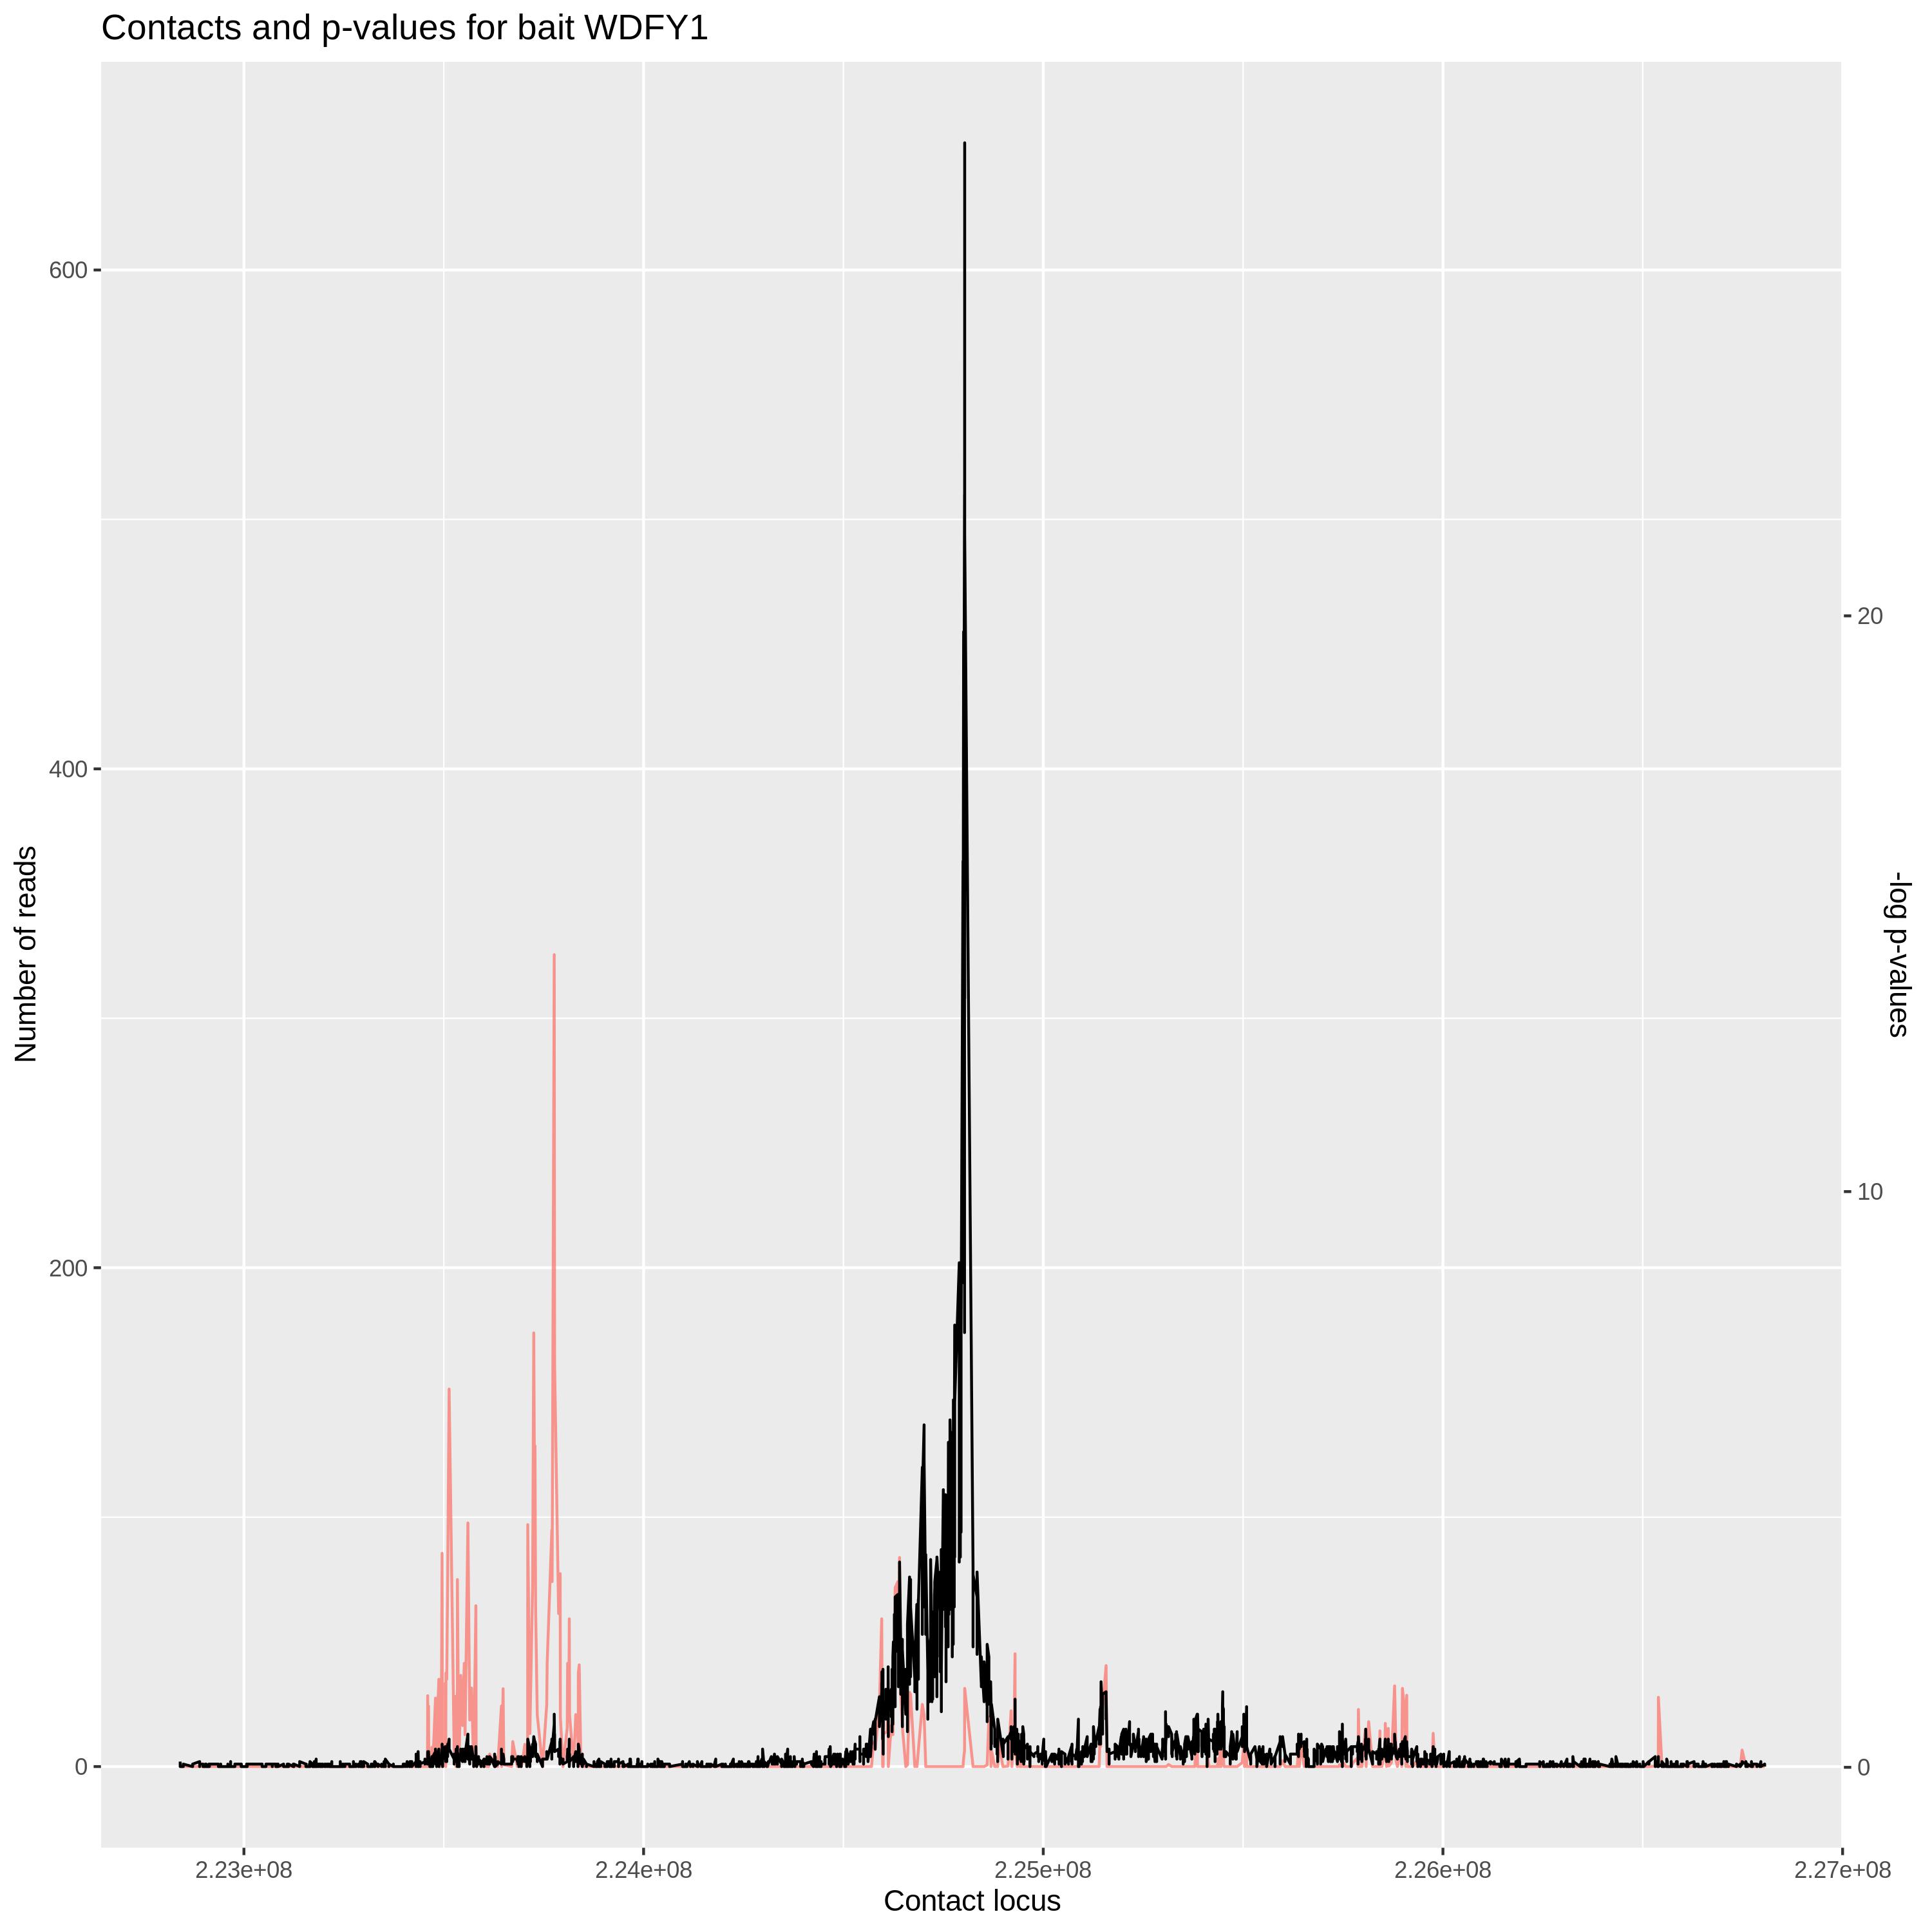 Contacts and p-values for bait WDFY1
600
400
200
0
Number of reads
20
10
0
-log p-values
2.23e+08
2.24e+08
2.25e+08
2.26e+08
2.27e+08
Contact locus